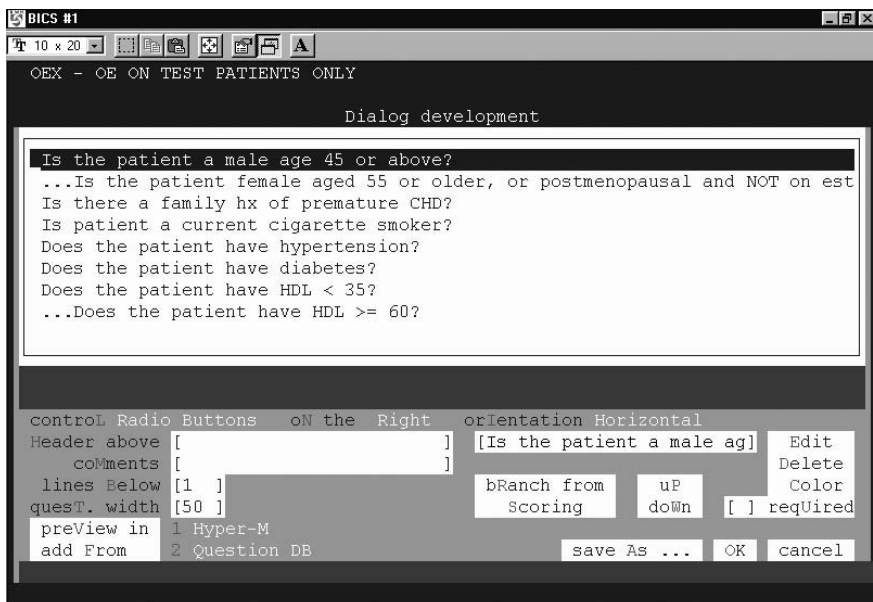 BICS #1
10 x 20
A
OEX - OE ON TEST PATIENTS ONLY
Dialog development
Is the patient a male age 45 or above?
...Is the patient female aged 55 or older, or postmenopausal and NOT on est
Is there a family hx of premature CHD?
Is patient a current cigarette smoker?
Does the patient have hypertension?
Does the patient have diabetes?
Does the patient have HDL < 35?
...Does the patient have HDL >= 60?
controL Radio Buttons oN the Right orIentation Horizontal
Header above [ ] [Is the patient a male ag] Edit
coMments [ ] Delete
lines Below [1 ] bRanch from uP Color
quesT. width [50 ] Scoring doWn [ ] reqUired
preView in 1 Hyper-M
add From 2 Question DB save As ... OK cancel